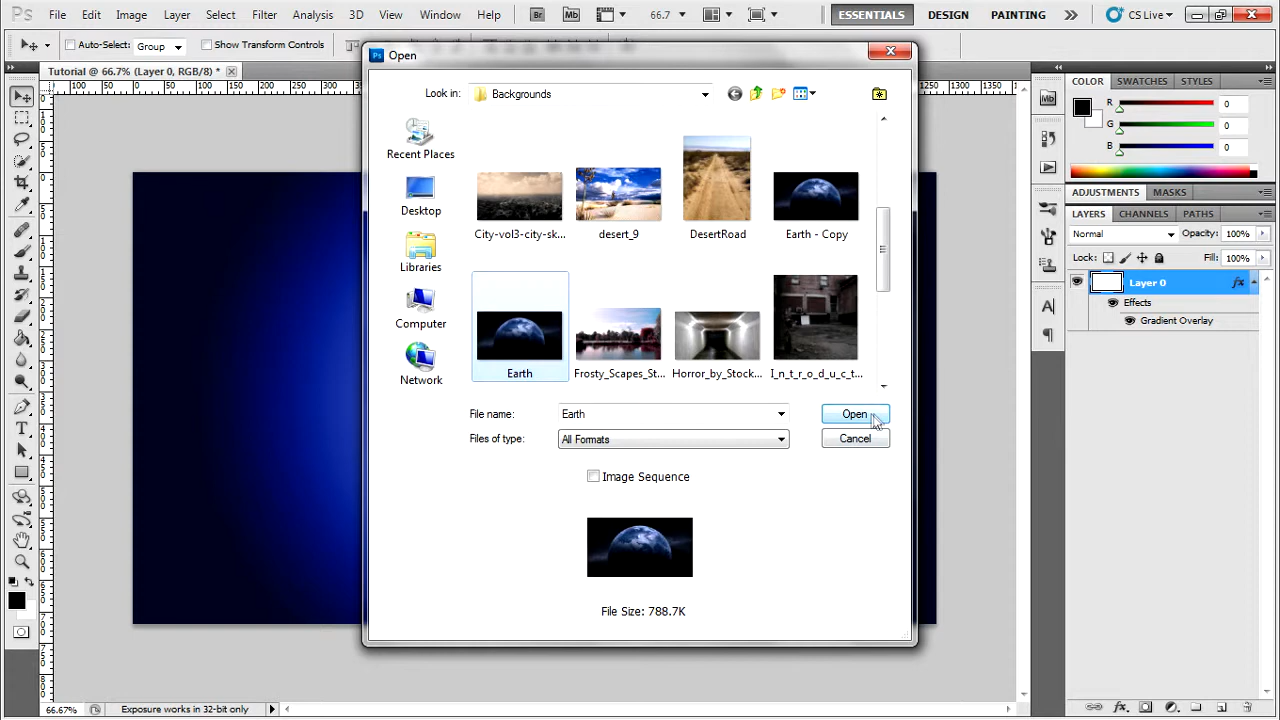 Ps File Edit Image Layer Select Filter Analysis 3D View Window Help Br Mb 66.7 ESSENTIALS DESIGN PAINTING CS Live
Auto-Select: Group Show Transform Controls
Tutorial @ 66.7% (Layer 0, RGB/8) *
Open
Look in: Backgrounds
Recent Places
Desktop
Libraries
Computer
Network
City-vol3-city-sk... desert_9 DesertRoad Earth - Copy
Earth Frosty_Scapes_St... Horror_by_Stock... I_n_t_r_o_d_u_c_t...
File name: Earth Open
Files of type: All Formats Cancel
Image Sequence
File Size: 788.7K
COLOR SWATCHES STYLES
R 0
G 0
B 0
ADJUSTMENTS MASKS
LAYERS CHANNELS PATHS
Normal Opacity: 100%
Lock: Fill: 100%
Layer 0 fx
Effects
Gradient Overlay
66.67% Exposure works in 32-bit only